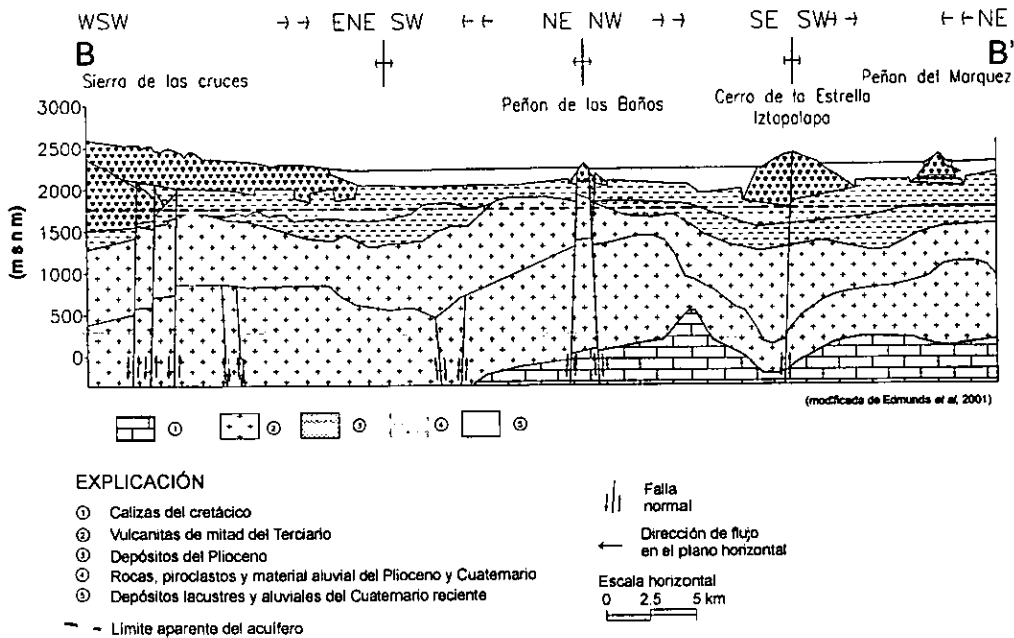 WSW ENE SW NE NW SE SW NE
B B'
Sierra de las cruces Peñan del Marquez
Peñon de los Baños Cerro de la Estrella
Iztapalapa
3000
2500
2000
1500
1000
500
0
(m s n m)
(modificada de Edmunds et al, 2001)
① ② ③ ④ ⑤
EXPLICACIÓN
① Calizas del cretácico
② Vulcanitas de mitad del Terciario
③ Depósitos del Plioceno
④ Rocas, piroclastos y material aluvial del Plioceno y Cuaternario
⑤ Depósitos lacustres y aluviales del Cuaternario reciente
Limite aparente del acuífero
Falla
normal
Dirección de flujo
en el plano horizontal
Escala horizontal
0 2.5 5 km